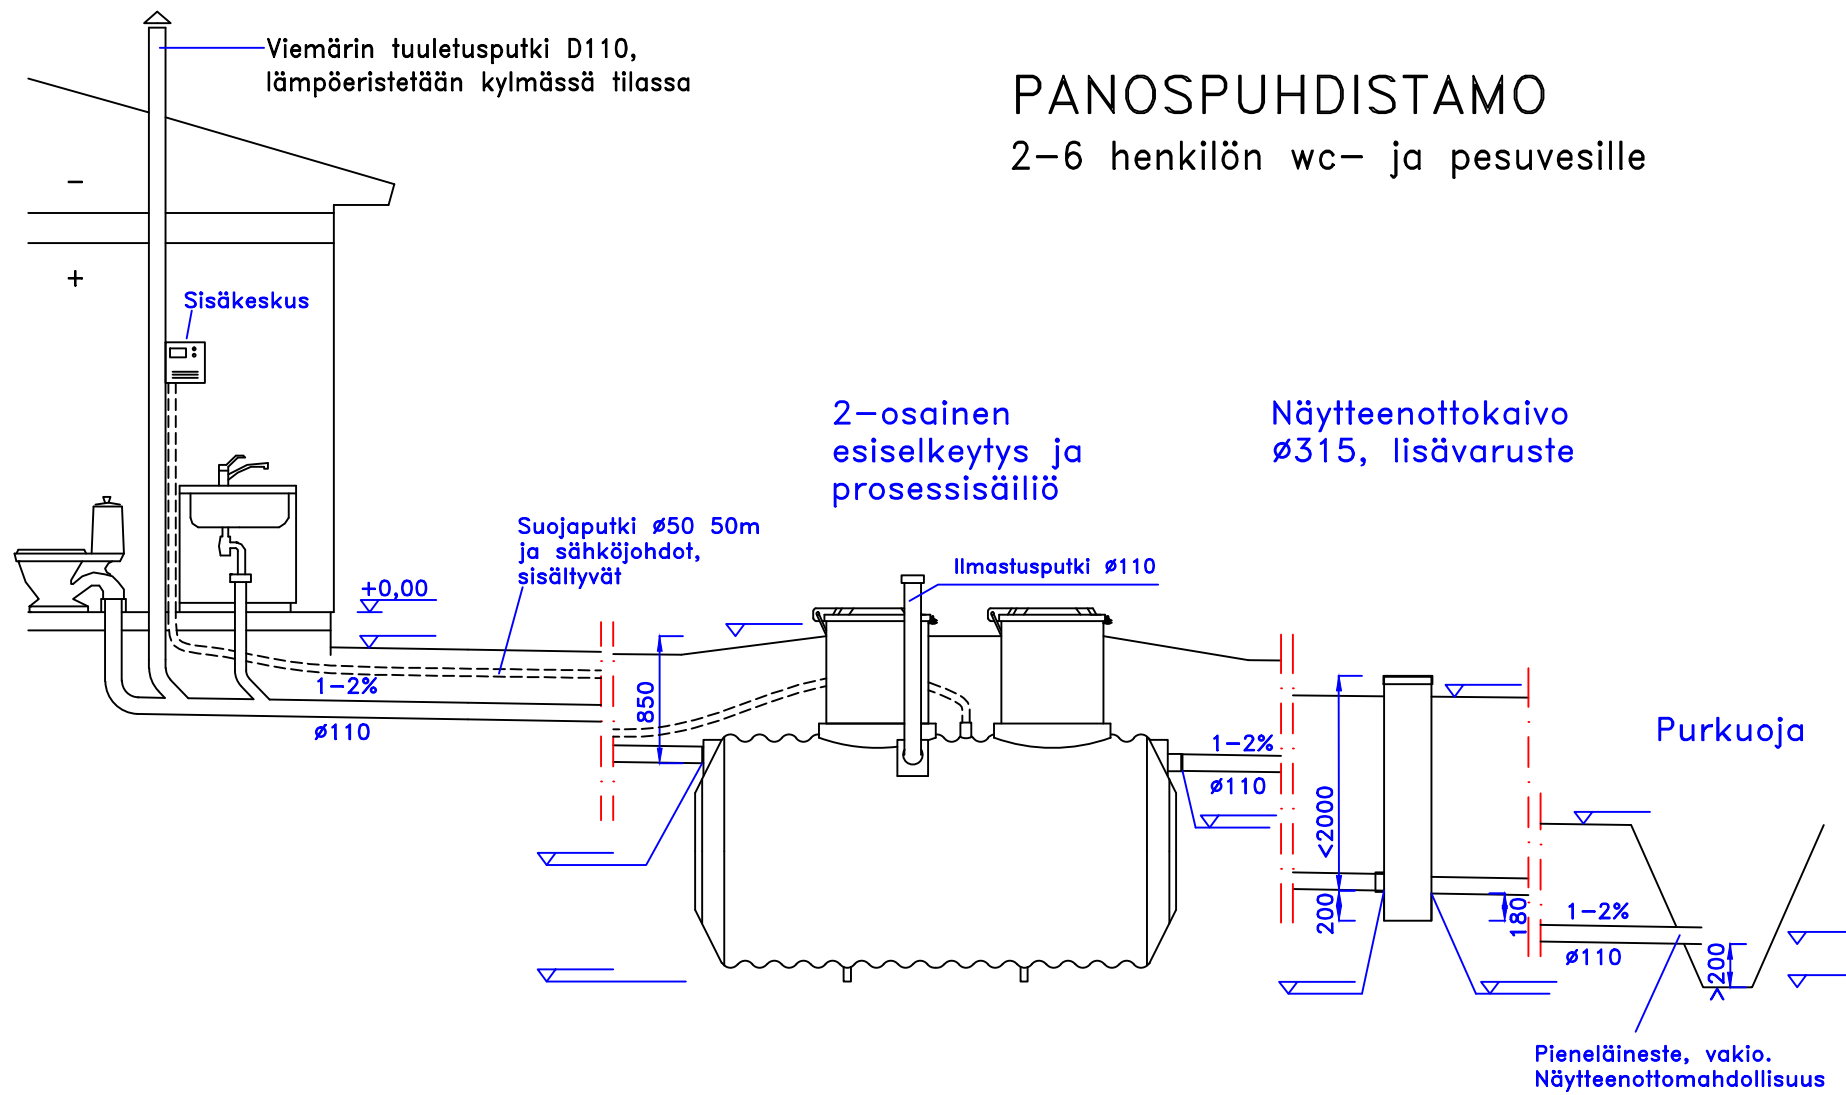 Viemärin tuuletusputki D110,
lämpöeristetään kylmässä tilassa
PANOSPUHDISTAMO
2-6 henkilön wc- ja pesuvesille
-
+
Sisäkeskus
2-osainen
esiselkeytys ja
prosessisäiliö
Näytteenottokaivo
ø315, lisävaruste
Suojaputki ø50 50m
ja sähköjohdot,
sisältyvät
Ilmastusputki ø110
+0,00
1-2%
ø110
850
1-2%
ø110
<2000
200
180
Purkuoja
1-2%
ø110
>200
Pieneläineste, vakio.
Näytteenottomahdollisuus